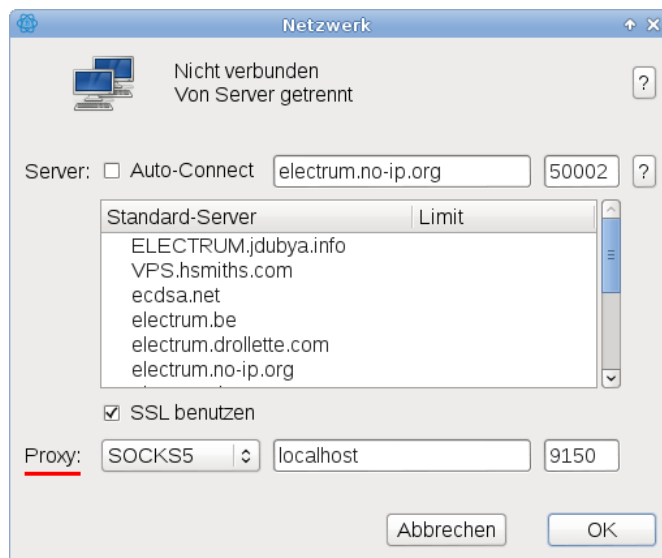 Netzwerk
Nicht verbunden
Von Server getrennt
?
Server: Auto-Connect electrum.no-ip.org 50002 ?
Standard-Server Limit
ELECTRUM.jdubya.info
VPS.hsmiths.com
ecdsa.net
electrum.be
electrum.drollette.com
electrum.no-ip.org
SSL benutzen
Proxy: SOCKS5 localhost 9150
Abbrechen OK